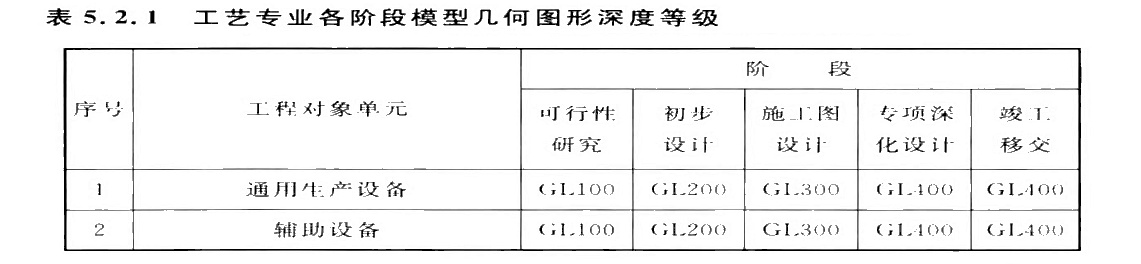 表 5.2.1 工艺专业各阶段模型几何图形深度等级
序号 工程对象单元 阶 段
可行性研究 初步设计 施工图设计 专项深化设计 竣工移交
1 通用生产设备 GL100 GL200 GL300 GL400 GL400
2 辅助设备 GL100 GL200 GL300 GL400 GL400